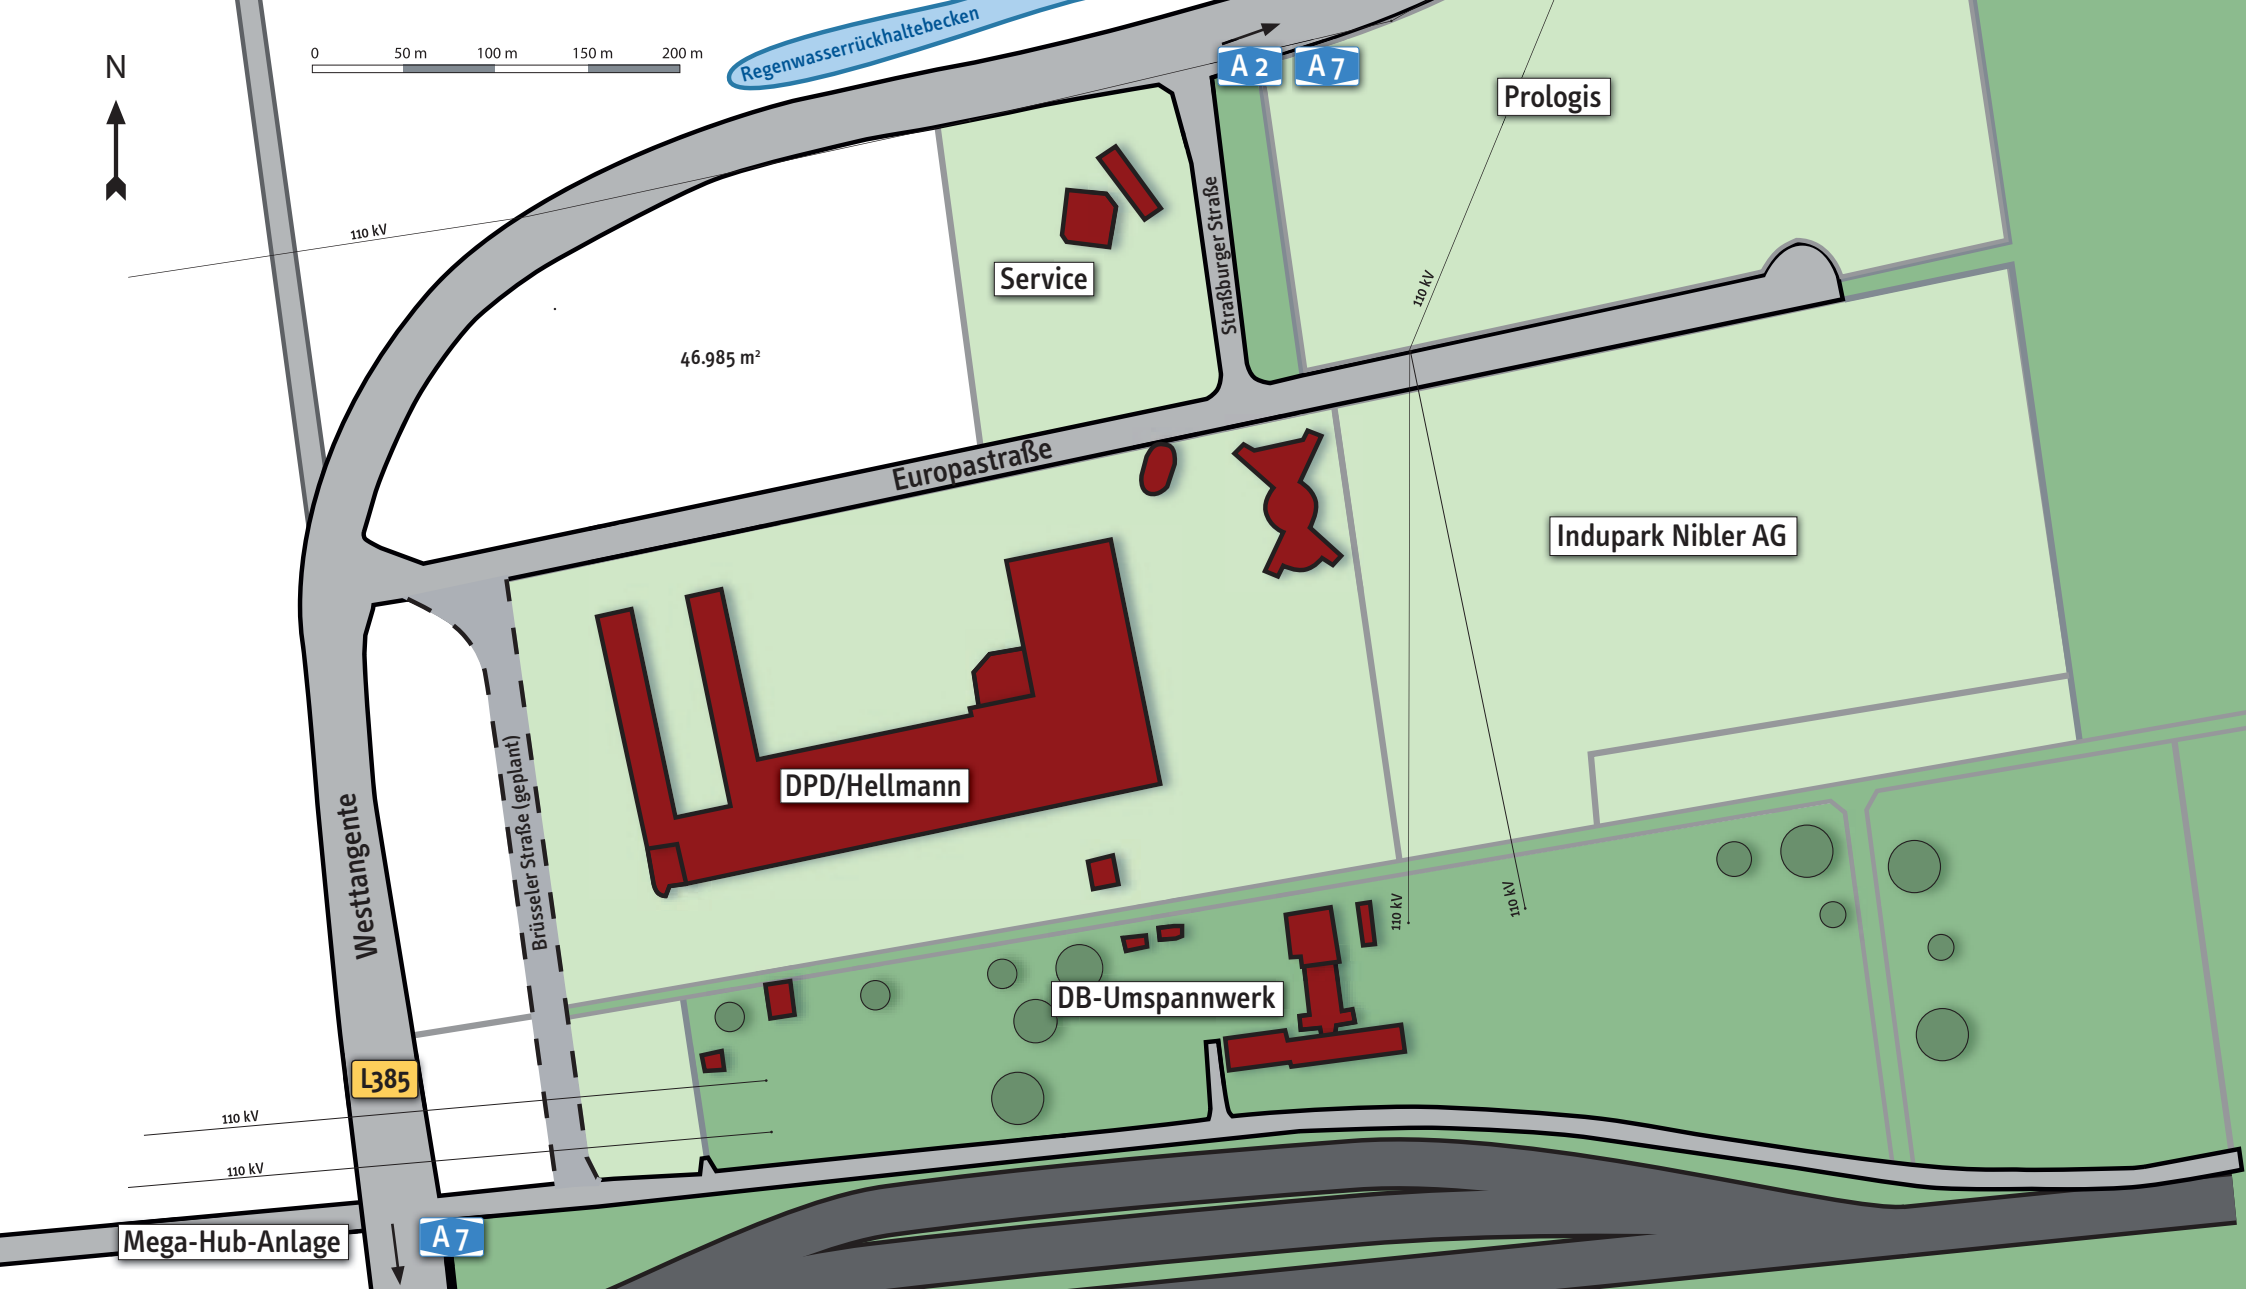 0 50 m 100 m 150 m 200 m
N
Regenwasserrückhaltebecken
A 2 A 7
Prologis
110 kV
Service
Straßburger Straße
110 kV
46.985 m²
Europastraße
Indupark Nibler AG
DPD/Hellmann
Brüsseler Straße (geplant)
Westtangente
110 kV
110 kV
DB-Umspannwerk
L385
110 kV
110 kV
Mega-Hub-Anlage
A 7